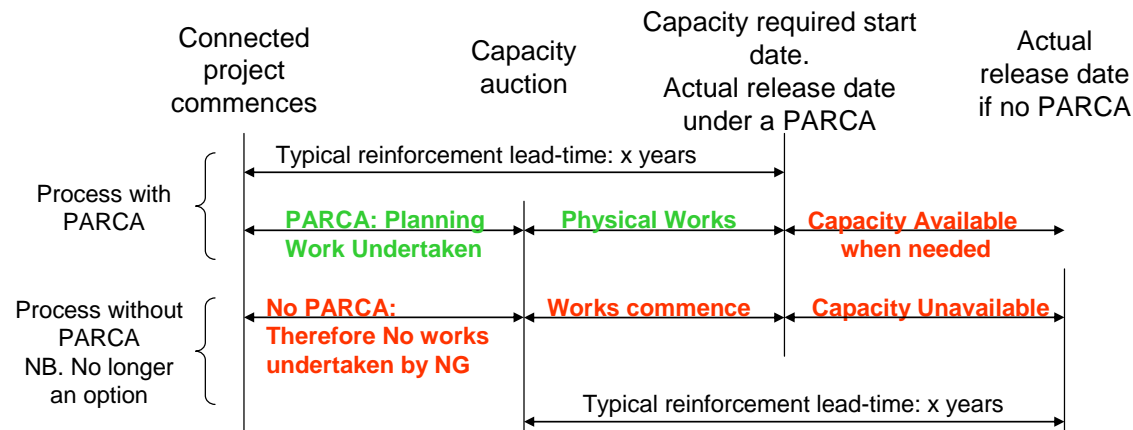 Connected
project
commences
Capacity
auction
Capacity required start
date.
Actual release date
under a PARCA
Actual
release date
if no PARCA
Typical reinforcement lead-time: x years
Process with
PARCA
PARCA: Planning
Work Undertaken
Physical Works
Capacity Available
when needed
Process without
PARCA
NB. No longer
an option
No PARCA:
Therefore No works
undertaken by NG
Works commence
Capacity Unavailable
Typical reinforcement lead-time: x years